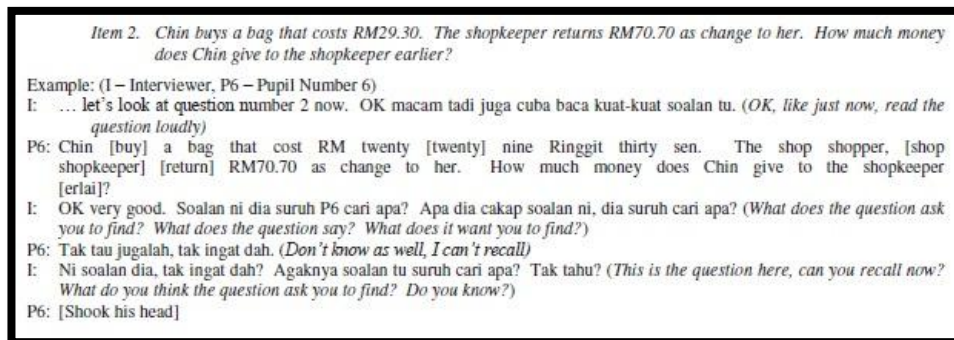 Item 2. Chin buys a bag that costs RM29.30. The shopkeeper returns RM70.70 as change to her. How much money
does Chin give to the shopkeeper earlier?
Example: (I – Interviewer, P6 – Pupil Number 6)
I: … let's look at question number 2 now. OK macam tadi juga cuba baca kuat-kuat soalan tu. (OK, like just now, read the
question loudly)
P6: Chin [buy] a bag that cost RM twenty [twenty] nine Ringgit thirty sen. The shop shopper, [shop
shopkeeper] [return] RM70.70 as change to her. How much money does Chin give to the shopkeeper
[erlai]?
I: OK very good. Soalan ni dia suruh P6 cari apa? Apa dia cakap soalan ni, dia suruh cari apa? (What does the question ask
you to find? What does the question say? What does it want you to find?)
P6: Tak tau jugalah, tak ingat dah. (Don't know as well, I can't recall)
I: Ni soalan dia, tak ingat dah? Agaknya soalan tu suruh cari apa? Tak tahu? (This is the question here, can you recall now?
What do you think the question ask you to find? Do you know?)
P6: [Shook his head]